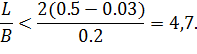 L/B < 2(0.5 − 0.03)/0.2 = 4,7.